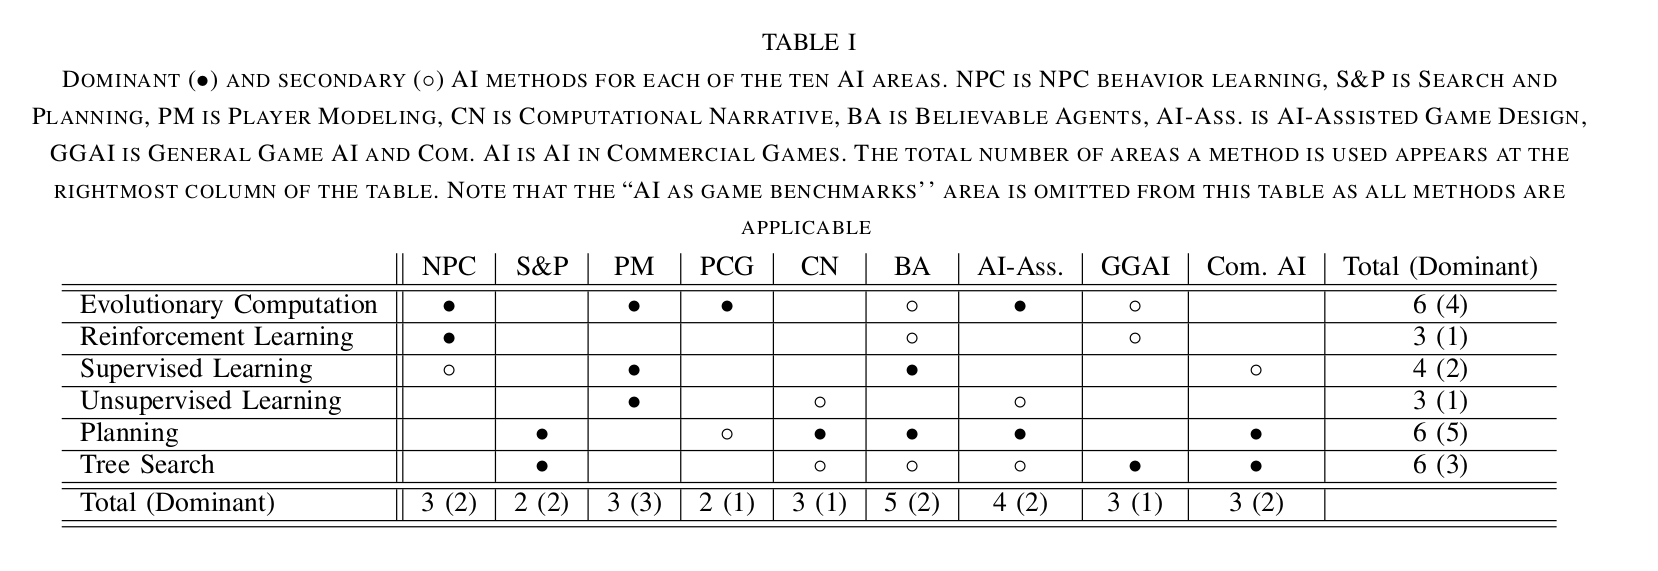 TABLE I
DOMINANT (●) AND SECONDARY (○) AI METHODS FOR EACH OF THE TEN AI AREAS. NPC IS NPC BEHAVIOR LEARNING, S&P IS SEARCH AND
PLANNING, PM IS PLAYER MODELING, CN IS COMPUTATIONAL NARRATIVE, BA IS BELIEVABLE AGENTS, AI-ASS. IS AI-ASSISTED GAME DESIGN,
GGAI IS GENERAL GAME AI AND COM. AI IS AI IN COMMERCIAL GAMES. THE TOTAL NUMBER OF AREAS A METHOD IS USED APPEARS AT THE
RIGHTMOST COLUMN OF THE TABLE. NOTE THAT THE “AI AS GAME BENCHMARKS’’ AREA IS OMITTED FROM THIS TABLE AS ALL METHODS ARE
APPLICABLE
NPC S&P PM PCG CN BA AI-Ass. GGAI Com. AI Total (Dominant)
Evolutionary Computation ● ● ● ○ ● ○ 6 (4)
Reinforcement Learning ● ○ ○ 3 (1)
Supervised Learning ○ ● ● ○ 4 (2)
Unsupervised Learning ● ○ ○ 3 (1)
Planning ● ○ ● ● ● ● 6 (5)
Tree Search ● ○ ○ ○ ● ● 6 (3)
Total (Dominant) 3 (2) 2 (2) 3 (3) 2 (1) 3 (1) 5 (2) 4 (2) 3 (1) 3 (2)